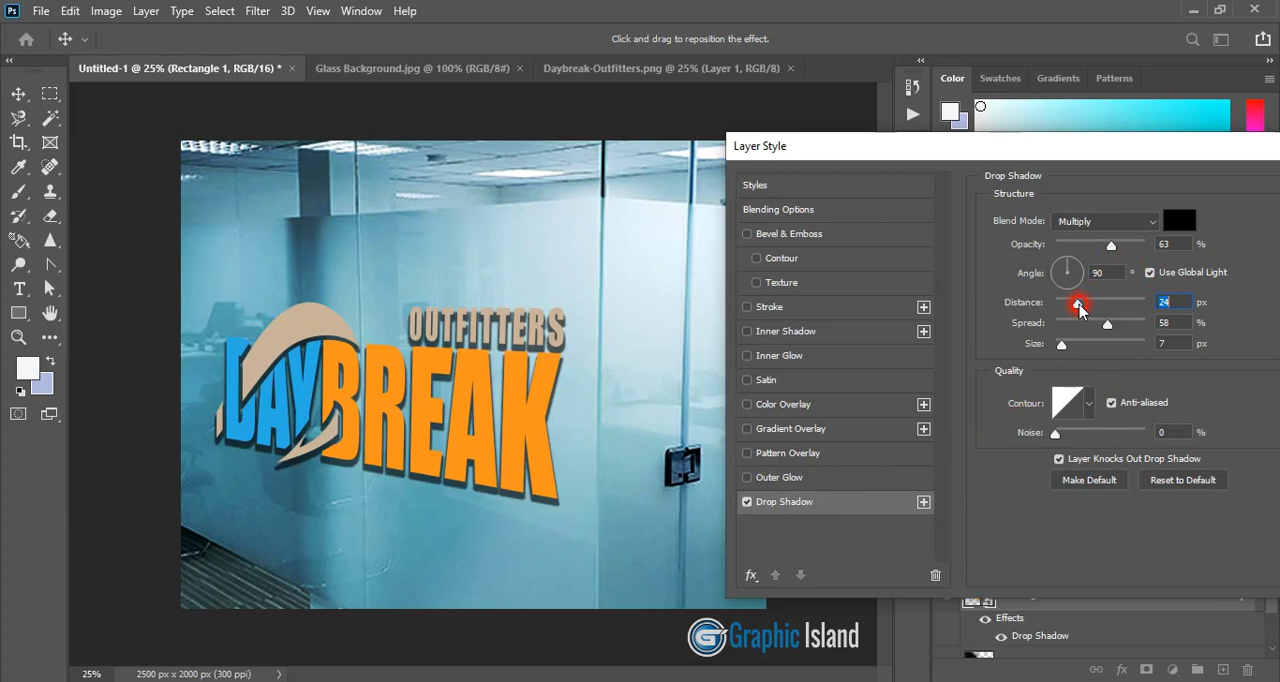 Ps File Edit Image Layer Type Select Filter 3D View Window Help
Click and drag to reposition the effect.
Untitled-1 @ 25% (Rectangle 1, RGB/16) * × Glass Background.jpg @ 100% (RGB/8#) × Daybreak-Outfitters.png @ 25% (Layer 1, RGB/8) ×
Color Swatches Gradients Patterns
Layer Style
Styles
Blending Options
Bevel & Emboss
Contour
Texture
Stroke
Inner Shadow
Inner Glow
Satin
Color Overlay
Gradient Overlay
Pattern Overlay
Outer Glow
Drop Shadow
fx
Drop Shadow
Structure
Blend Mode: Multiply
Opacity: 63 %
Angle: 90 ° Use Global Light
Distance: 24 px
Spread: 58 %
Size: 7 px
Quality
Contour: Anti-aliased
Noise: 0 %
Layer Knocks Out Drop Shadow
Make Default Reset to Default
OUTFITTERS
DAYBREAK
Graphic Island
Effects
Drop Shadow
fx
25% 2500 px x 2000 px (300 ppi)